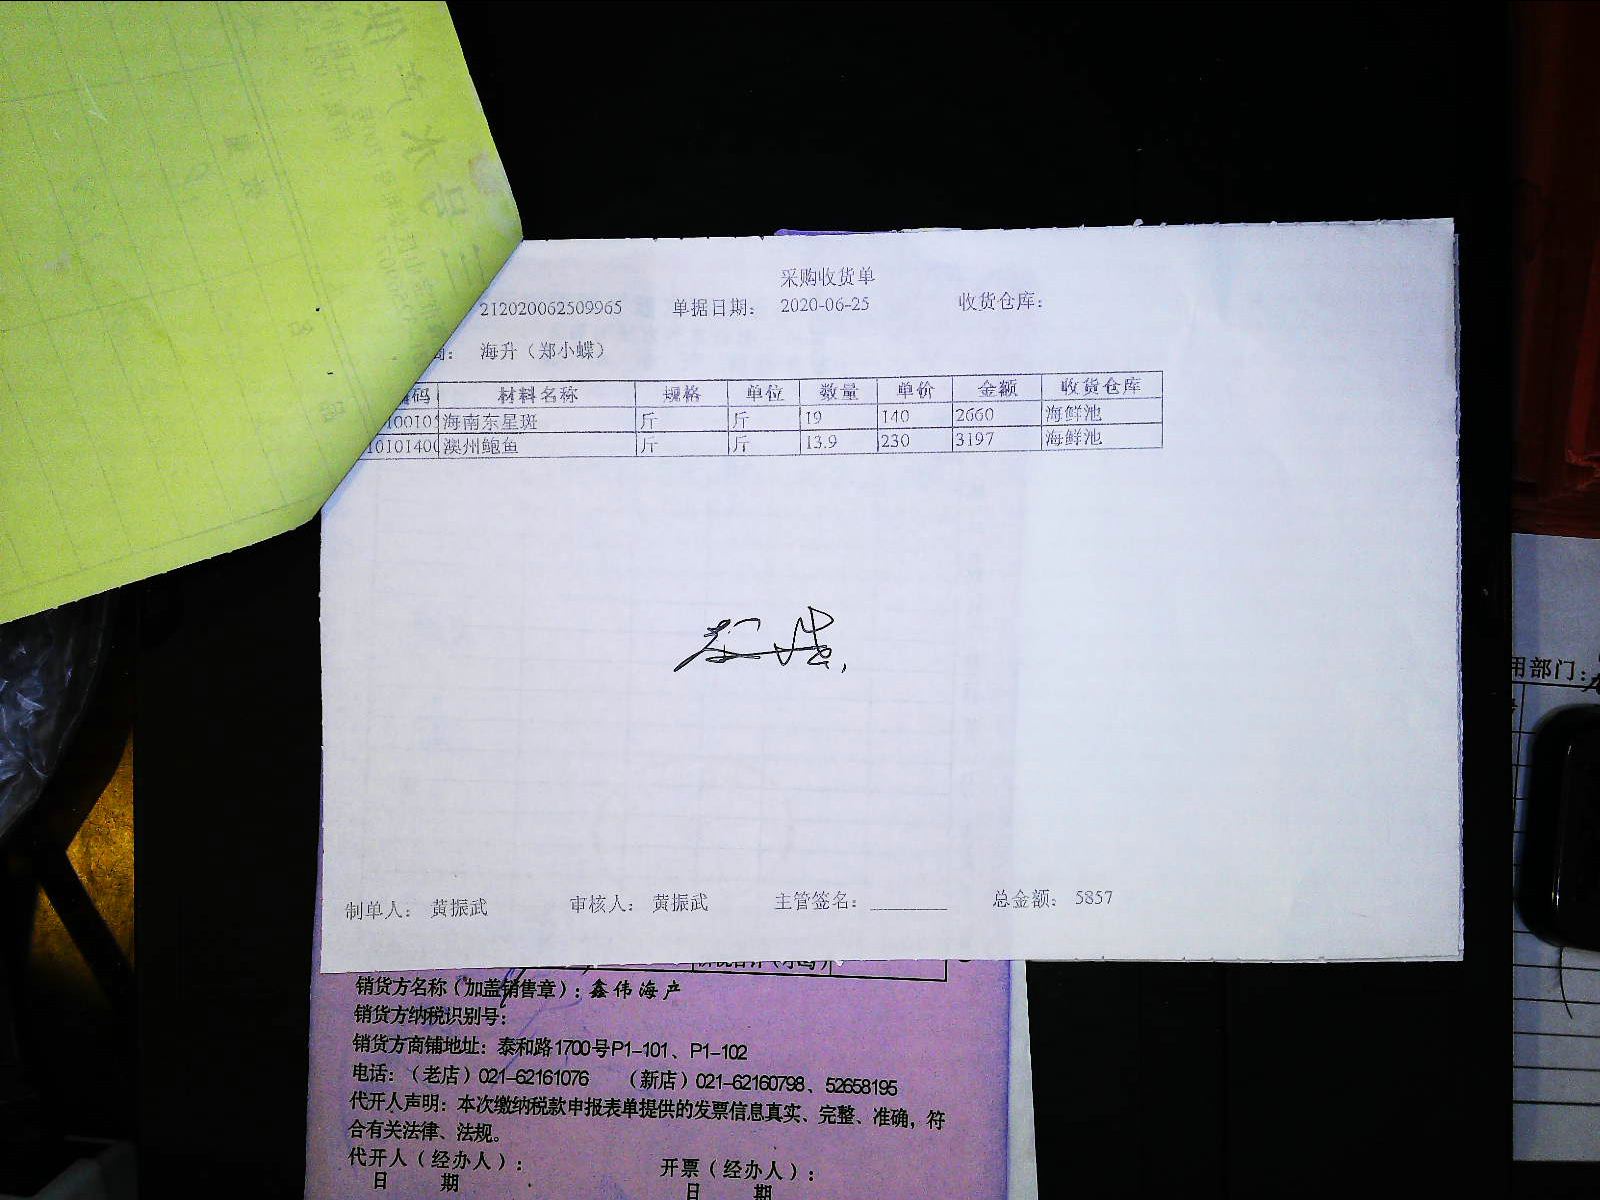 采购收货单
212020062509965 单据日期: 2020-06-25 收货仓库:
商: 海升（郑小蝶）
编码 材料名称 规格 单位 数量 单价 金额 收货仓库
海南东星斑 斤 斤 19 140 2660 海鲜池
1010140 澳州鲍鱼 斤 斤 13.9 230 3197 海鲜池
制单人: 黄振武 审核人: 黄振武 主管签名: 总金额: 5857
销货方名称（加盖销售章）: 鑫伟海产
销货方纳税识别号:
销货方商铺地址: 泰和路1700号P1-101、P1-102
电话:（老店）021-62161076 （新店）021-62160798、52658195
代开人声明: 本次缴纳税款申报表单提供的发票信息真实、完整、准确, 符
合有关法律、法规。
代开人（经办人）: 开票（经办人）:
日 期 日 期
用部门: